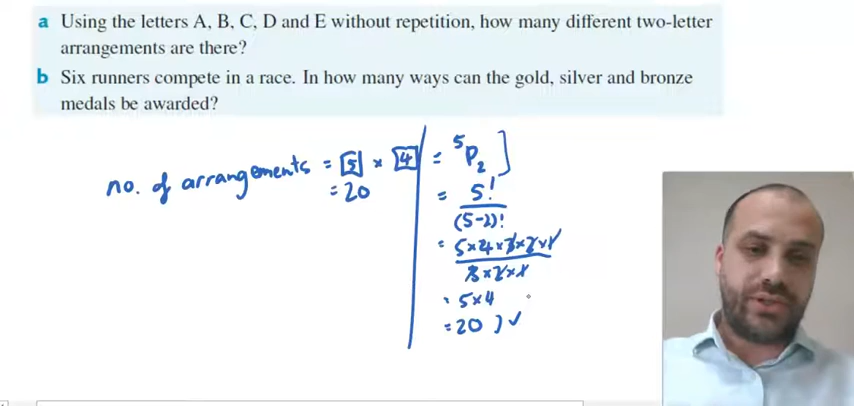 a Using the letters A, B, C, D and E without repetition, how many different two-letter
arrangements are there?
b Six runners compete in a race. In how many ways can the gold, silver and bronze
medals be awarded?
no. of arrangements = 5 × 4
= 20
= ⁵P₂ ]
= 5!
(5-2)!
= 5×4×3×2×1
3×2×1
= 5×4
= 20 ] ✓